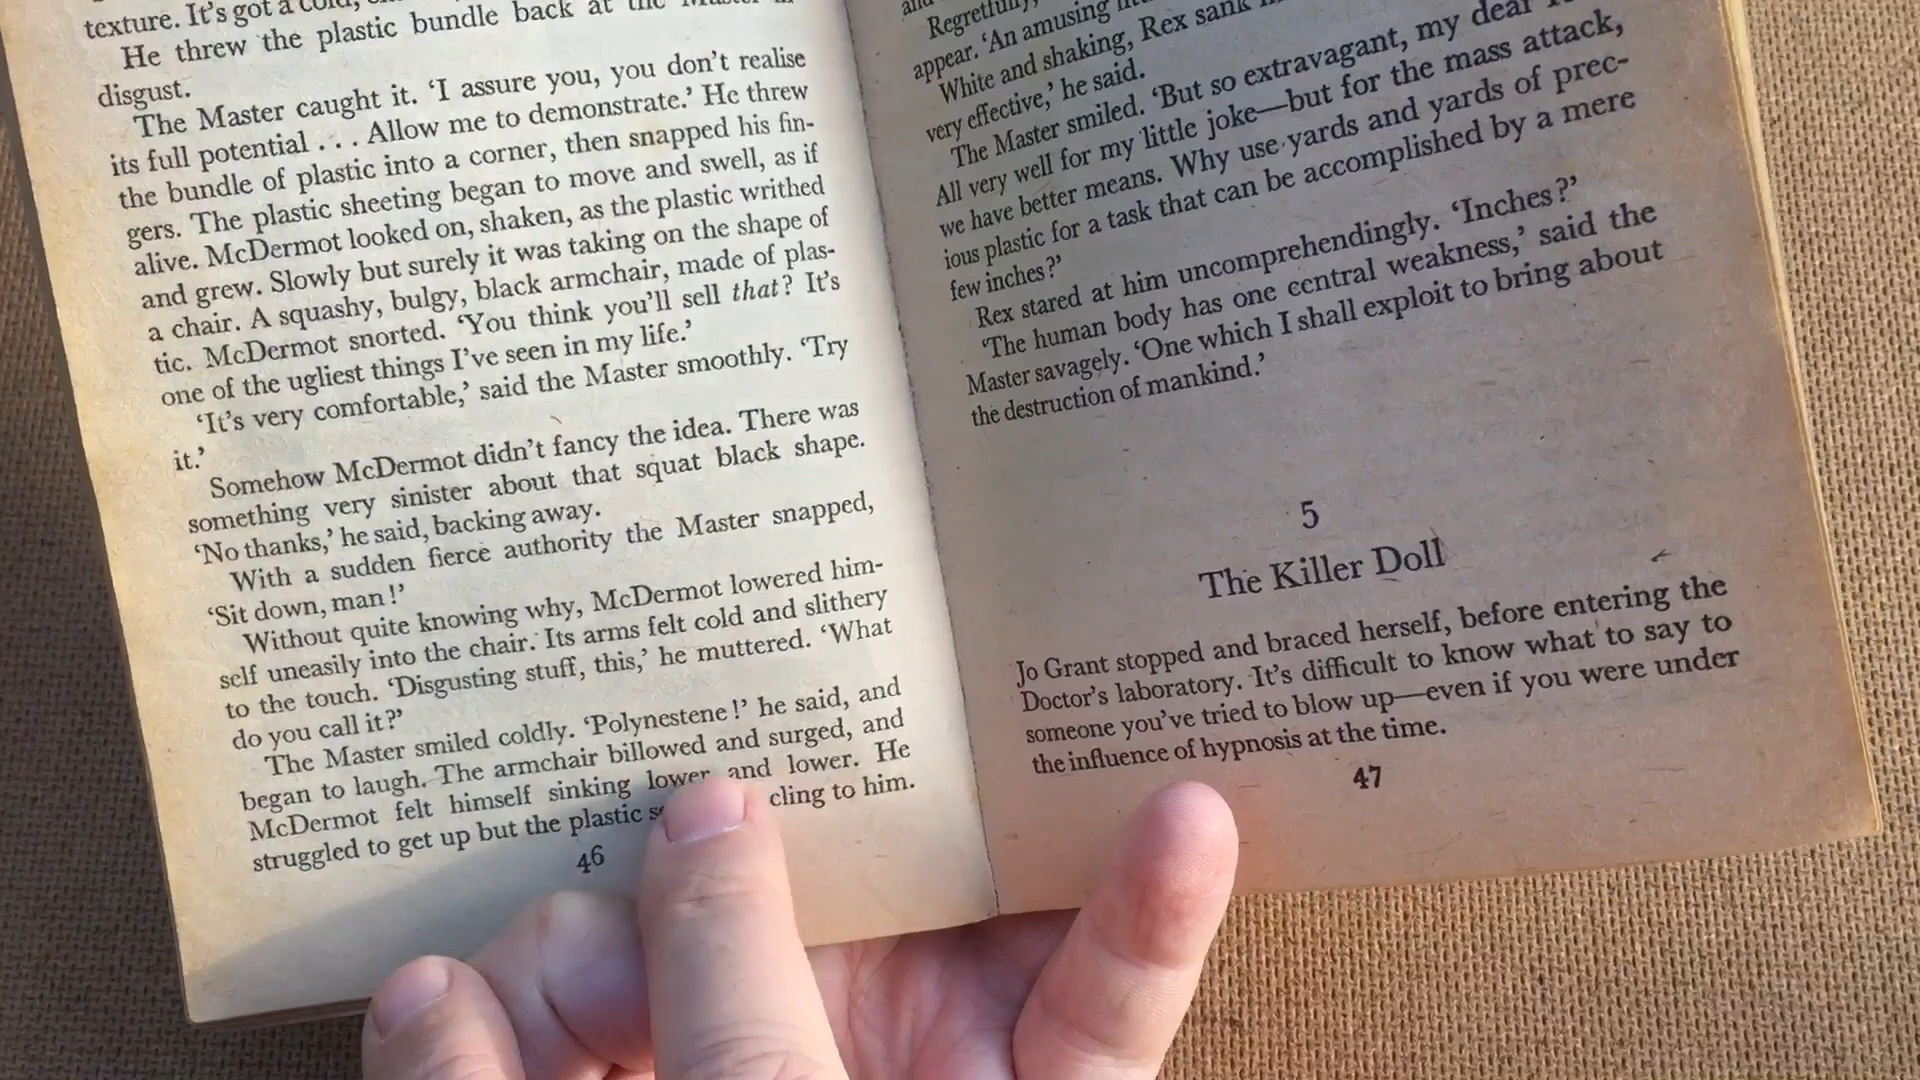 texture. It's got a cold,
He threw the plastic bundle back at the Master in
disgust.
The Master caught it. ‘I assure you, you don't realise
its full potential . . . Allow me to demonstrate.’ He threw
the bundle of plastic into a corner, then snapped his fin-
gers. The plastic sheeting began to move and swell, as if
alive. McDermot looked on, shaken, as the plastic writhed
and grew. Slowly but surely it was taking on the shape of
a chair. A squashy, bulgy, black armchair, made of plas-
tic. McDermot snorted. ‘You think you'll sell that? It's
one of the ugliest things I've seen in my life.’
‘It's very comfortable,’ said the Master smoothly. ‘Try
it.’
Somehow McDermot didn't fancy the idea. There was
something very sinister about that squat black shape.
‘No thanks,’ he said, backing away.
With a sudden fierce authority the Master snapped,
‘Sit down, man!’
Without quite knowing why, McDermot lowered him-
self uneasily into the chair. Its arms felt cold and slithery
to the touch. ‘Disgusting stuff, this,’ he muttered. ‘What
do you call it?’
The Master smiled coldly. ‘Polynestene!’ he said, and
began to laugh. The armchair billowed and surged, and
McDermot felt himself sinking lower and lower. He
struggled to get up but the plastic cling to him.
46
Regretfully,
appear. ‘An amusing
White and shaking, Rex sank
very effective,’ he said.
The Master smiled. ‘But so extravagant, my dear
All very well for my little joke—but for the mass attack,
we have better means. Why use yards and yards of prec-
ious plastic for a task that can be accomplished by a mere
few inches?’
Rex stared at him uncomprehendingly. ‘Inches?’
‘The human body has one central weakness,’ said the
Master savagely. ‘One which I shall exploit to bring about
the destruction of mankind.’
5
The Killer Doll
Jo Grant stopped and braced herself, before entering the
Doctor's laboratory. It's difficult to know what to say to
someone you've tried to blow up—even if you were under
the influence of hypnosis at the time.
47